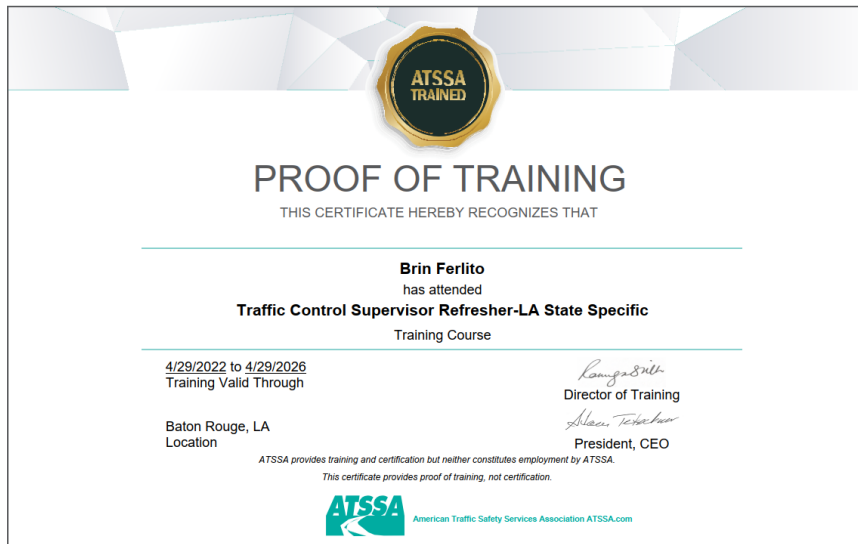 ATSSA
TRAINED
PROOF OF TRAINING
THIS CERTIFICATE HEREBY RECOGNIZES THAT
Brin Ferlito
has attended
Traffic Control Supervisor Refresher-LA State Specific
Training Course
4/29/2022 to 4/29/2026
Training Valid Through
Director of Training
Baton Rouge, LA
Location
President, CEO
ATSSA provides training and certification but neither constitutes employment by ATSSA.
This certificate provides proof of training, not certification.
ATSSA
American Traffic Safety Services Association ATSSA.com